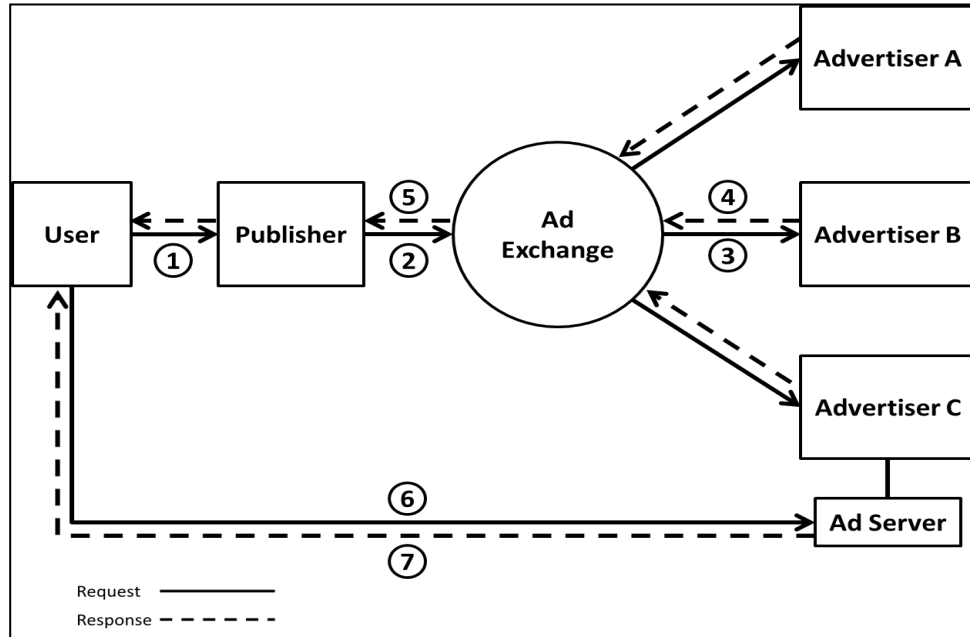 Advertiser A
5
4
User
Publisher
Ad
Exchange
Advertiser B
1
2
3
Advertiser C
6
Ad Server
7
Request
Response